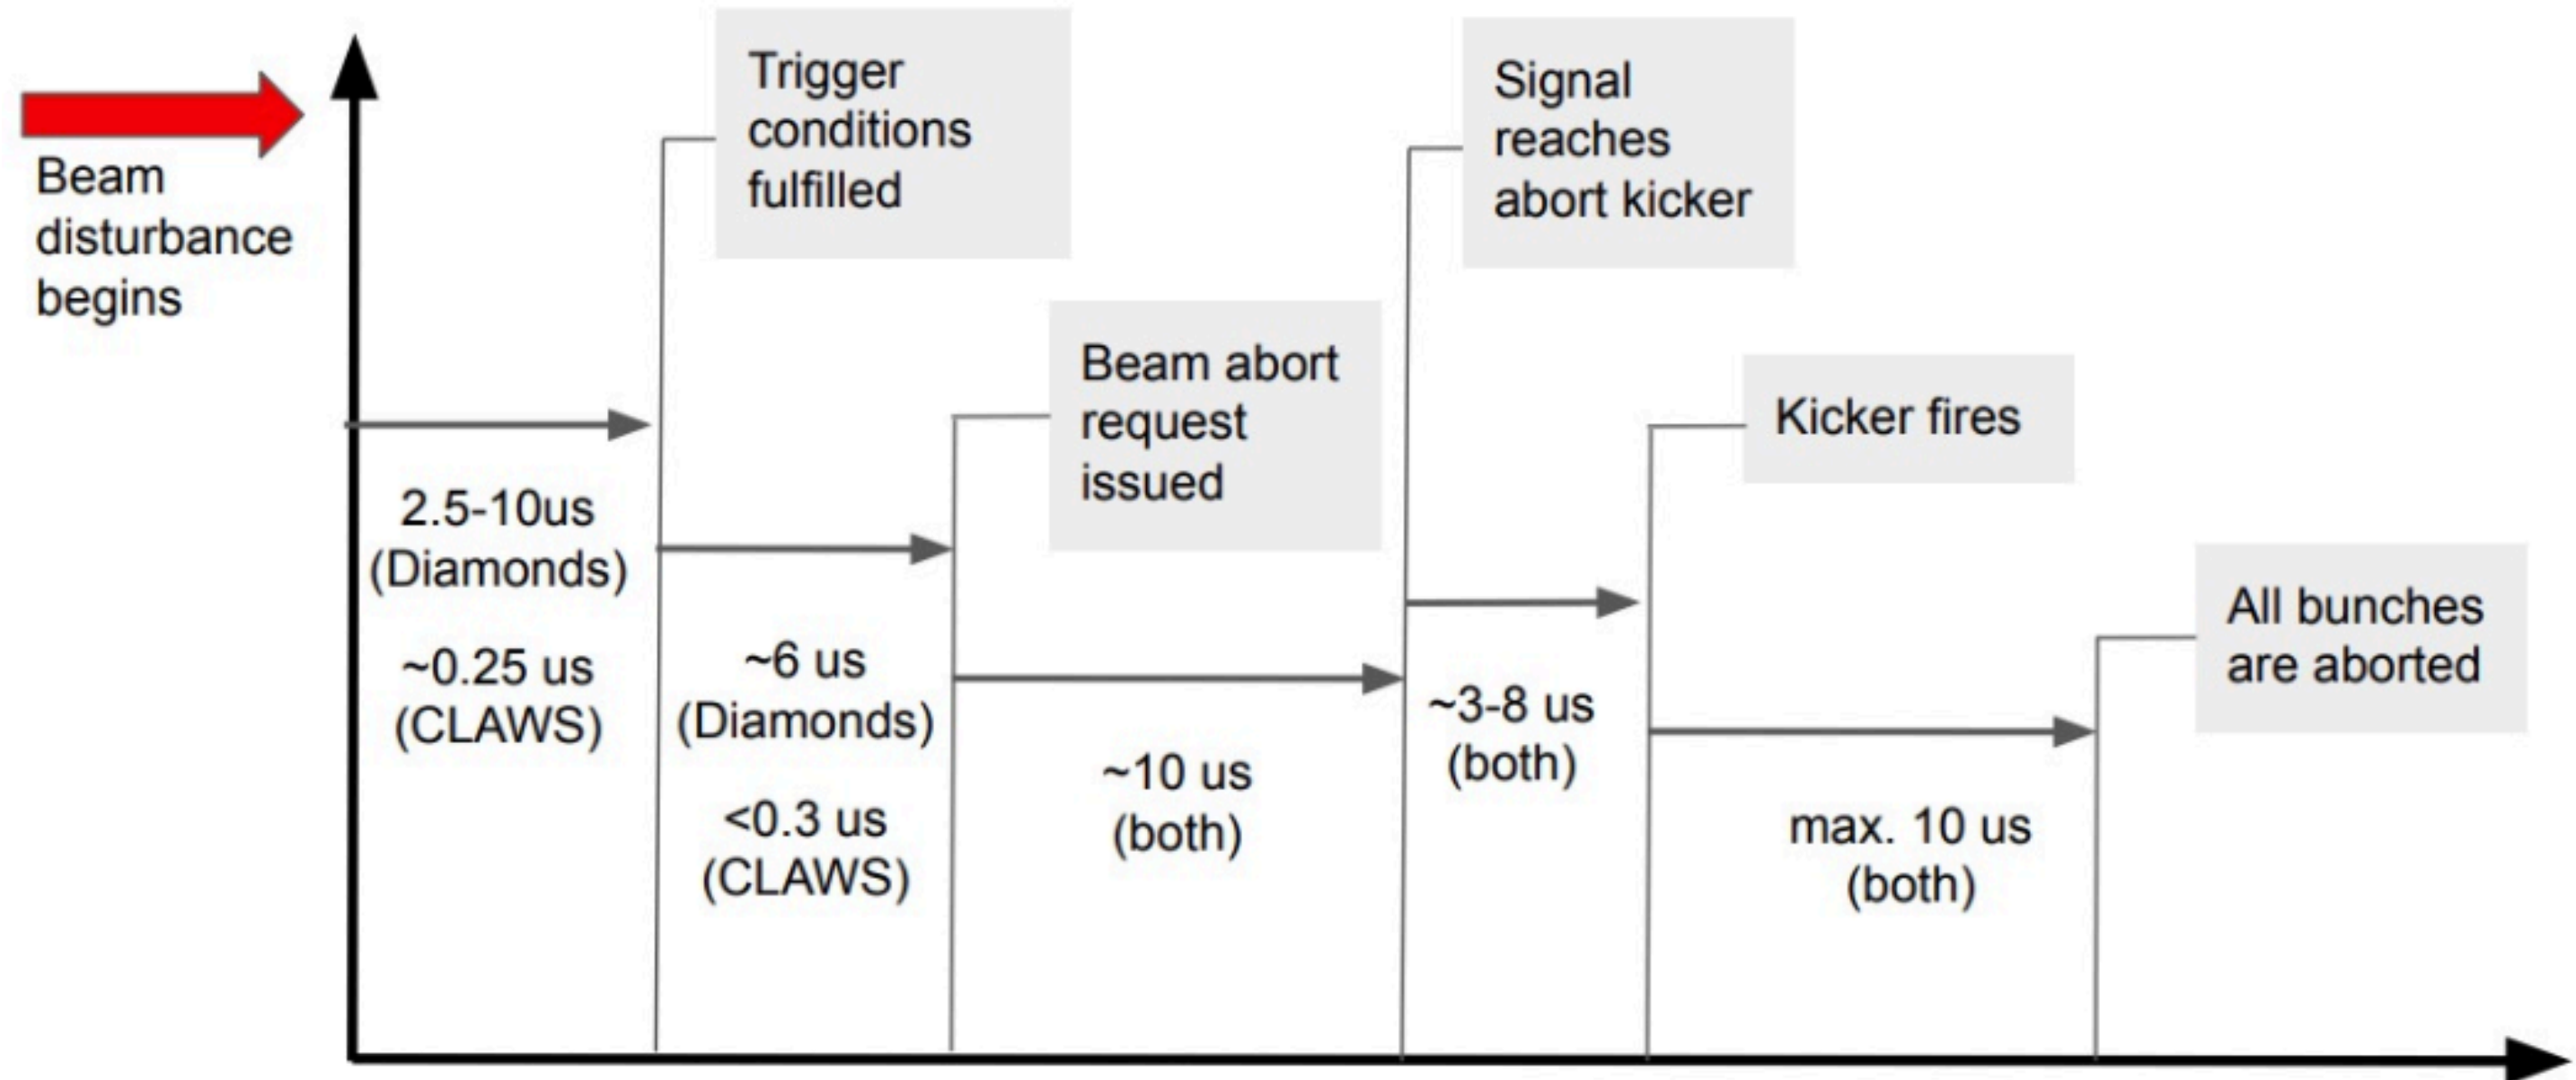 Beam
disturbance
begins
Trigger
conditions
fulfilled
Beam abort
request
issued
Signal
reaches
abort kicker
Kicker fires
All bunches
are aborted
2.5-10us
(Diamonds)
~0.25 us
(CLAWS)
~6 us
(Diamonds)
<0.3 us
(CLAWS)
~10 us
(both)
~3-8 us
(both)
max. 10 us
(both)